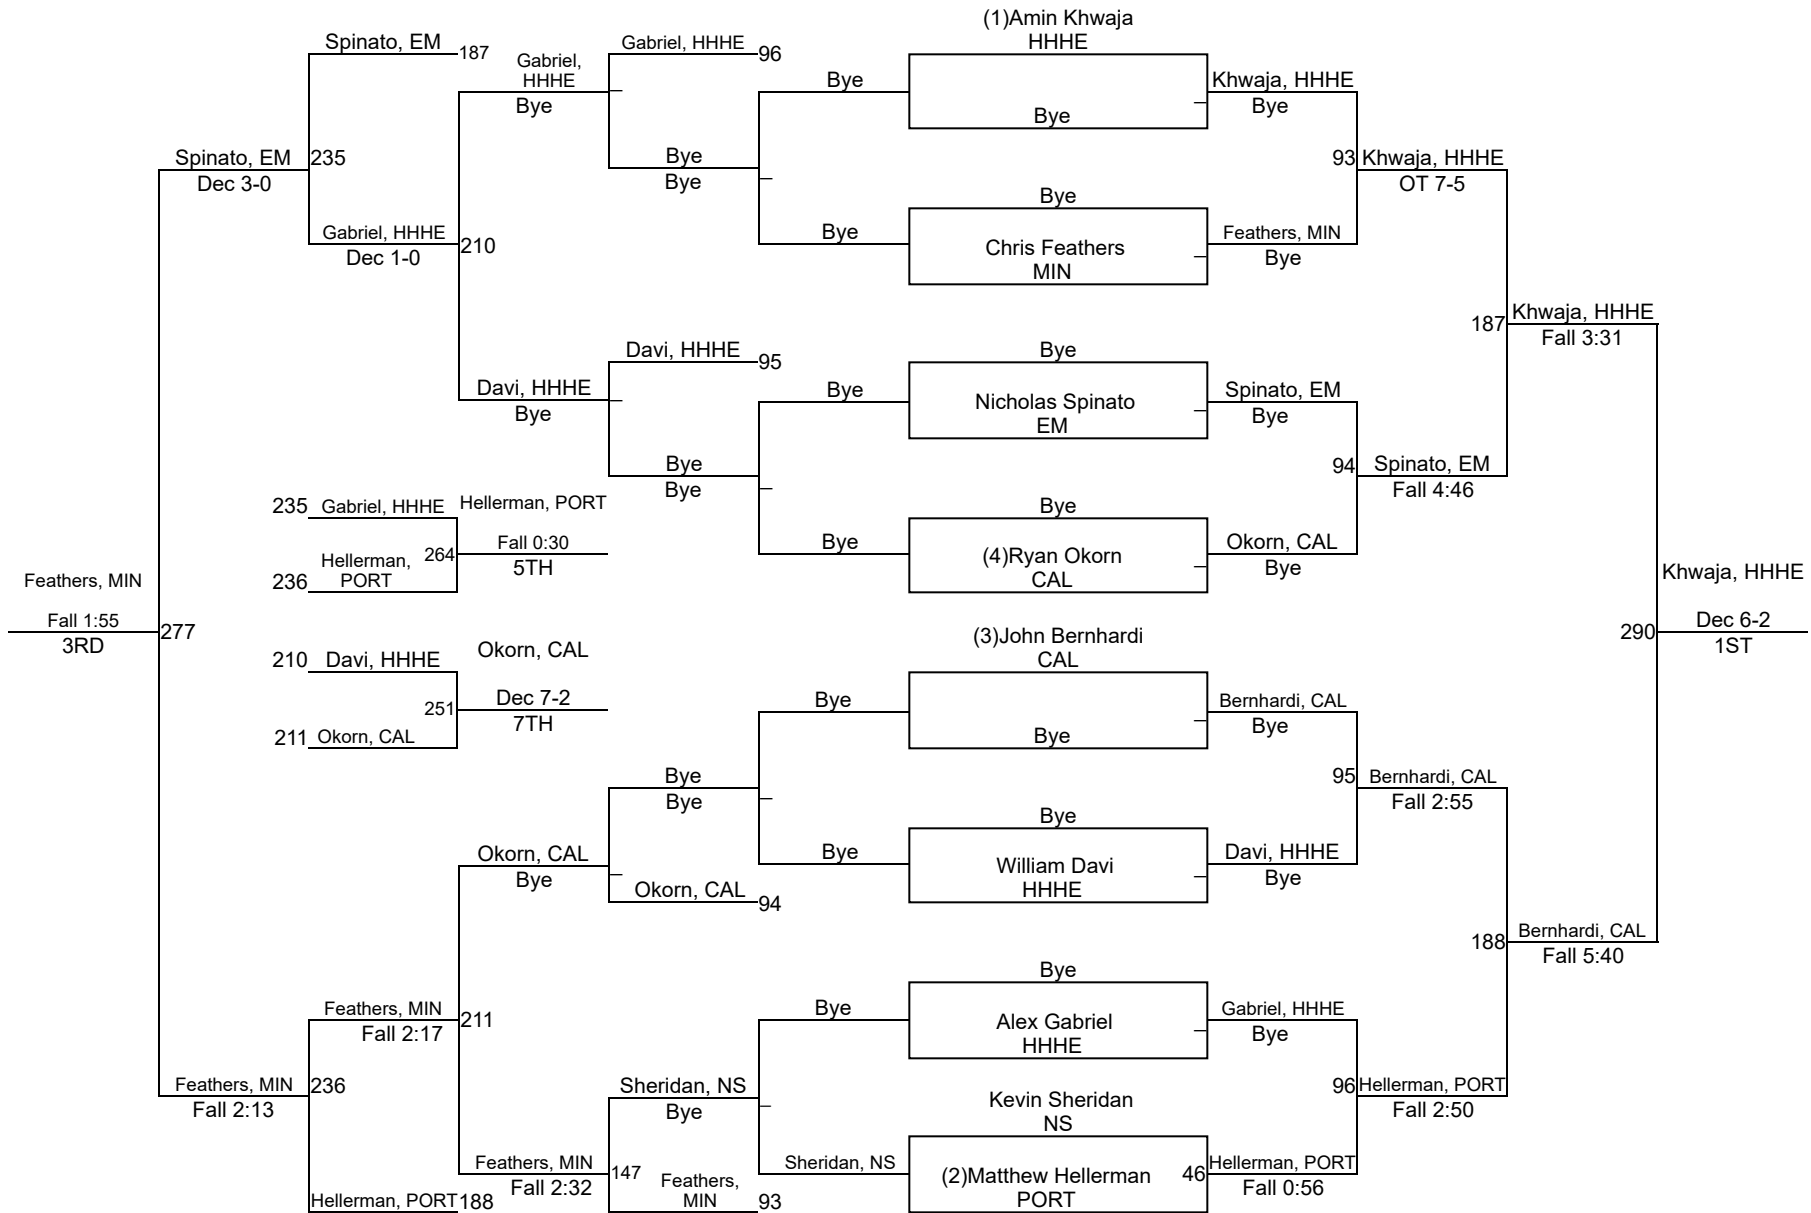 (1)Amin Khwaja
HHHE
Spinato, EM
187
Gabriel,
HHHE
Bye
Gabriel, HHHE
96
Bye
Bye
Khwaja, HHHE
Bye
Spinato, EM
Dec 3-0
235
Bye
Bye
93
Khwaja, HHHE
OT 7-5
Gabriel, HHHE
Dec 1-0
210
Bye
Bye
Chris Feathers
MIN
Feathers, MIN
Bye
187
Khwaja, HHHE
Fall 3:31
Davi, HHHE
95
Bye
Davi, HHHE
Bye
Bye
Nicholas Spinato
EM
Spinato, EM
Bye
Bye
Bye
94
Spinato, EM
Fall 4:46
235
Gabriel, HHHE
Hellerman, PORT
Bye
Hellerman,
PORT
264
Fall 0:30
5TH
236
Bye
(4)Ryan Okorn
CAL
Okorn, CAL
Bye
Feathers, MIN
Fall 1:55
3RD
277
Khwaja, HHHE
290
Dec 6-2
1ST
(3)John Bernhardi
CAL
210
Davi, HHHE
Okorn, CAL
251
Dec 7-2
7TH
211
Okorn, CAL
Bye
Bye
Bernhardi, CAL
Bye
Bye
Bye
95
Bernhardi, CAL
Fall 2:55
Bye
Okorn, CAL
Bye
Bye
William Davi
HHHE
Davi, HHHE
Bye
Okorn, CAL
94
188
Bernhardi, CAL
Fall 5:40
Bye
Feathers, MIN
Fall 2:17
211
Bye
Alex Gabriel
HHHE
Gabriel, HHHE
Bye
Feathers, MIN
Fall 2:13
236
Sheridan, NS
Bye
Kevin Sheridan
NS
96
Hellerman, PORT
Fall 2:50
Feathers, MIN
Fall 2:32
147
Sheridan, NS
(2)Matthew Hellerman
PORT
46
Hellerman, PORT
Fall 0:56
Feathers,
MIN
93
Hellerman, PORT
188